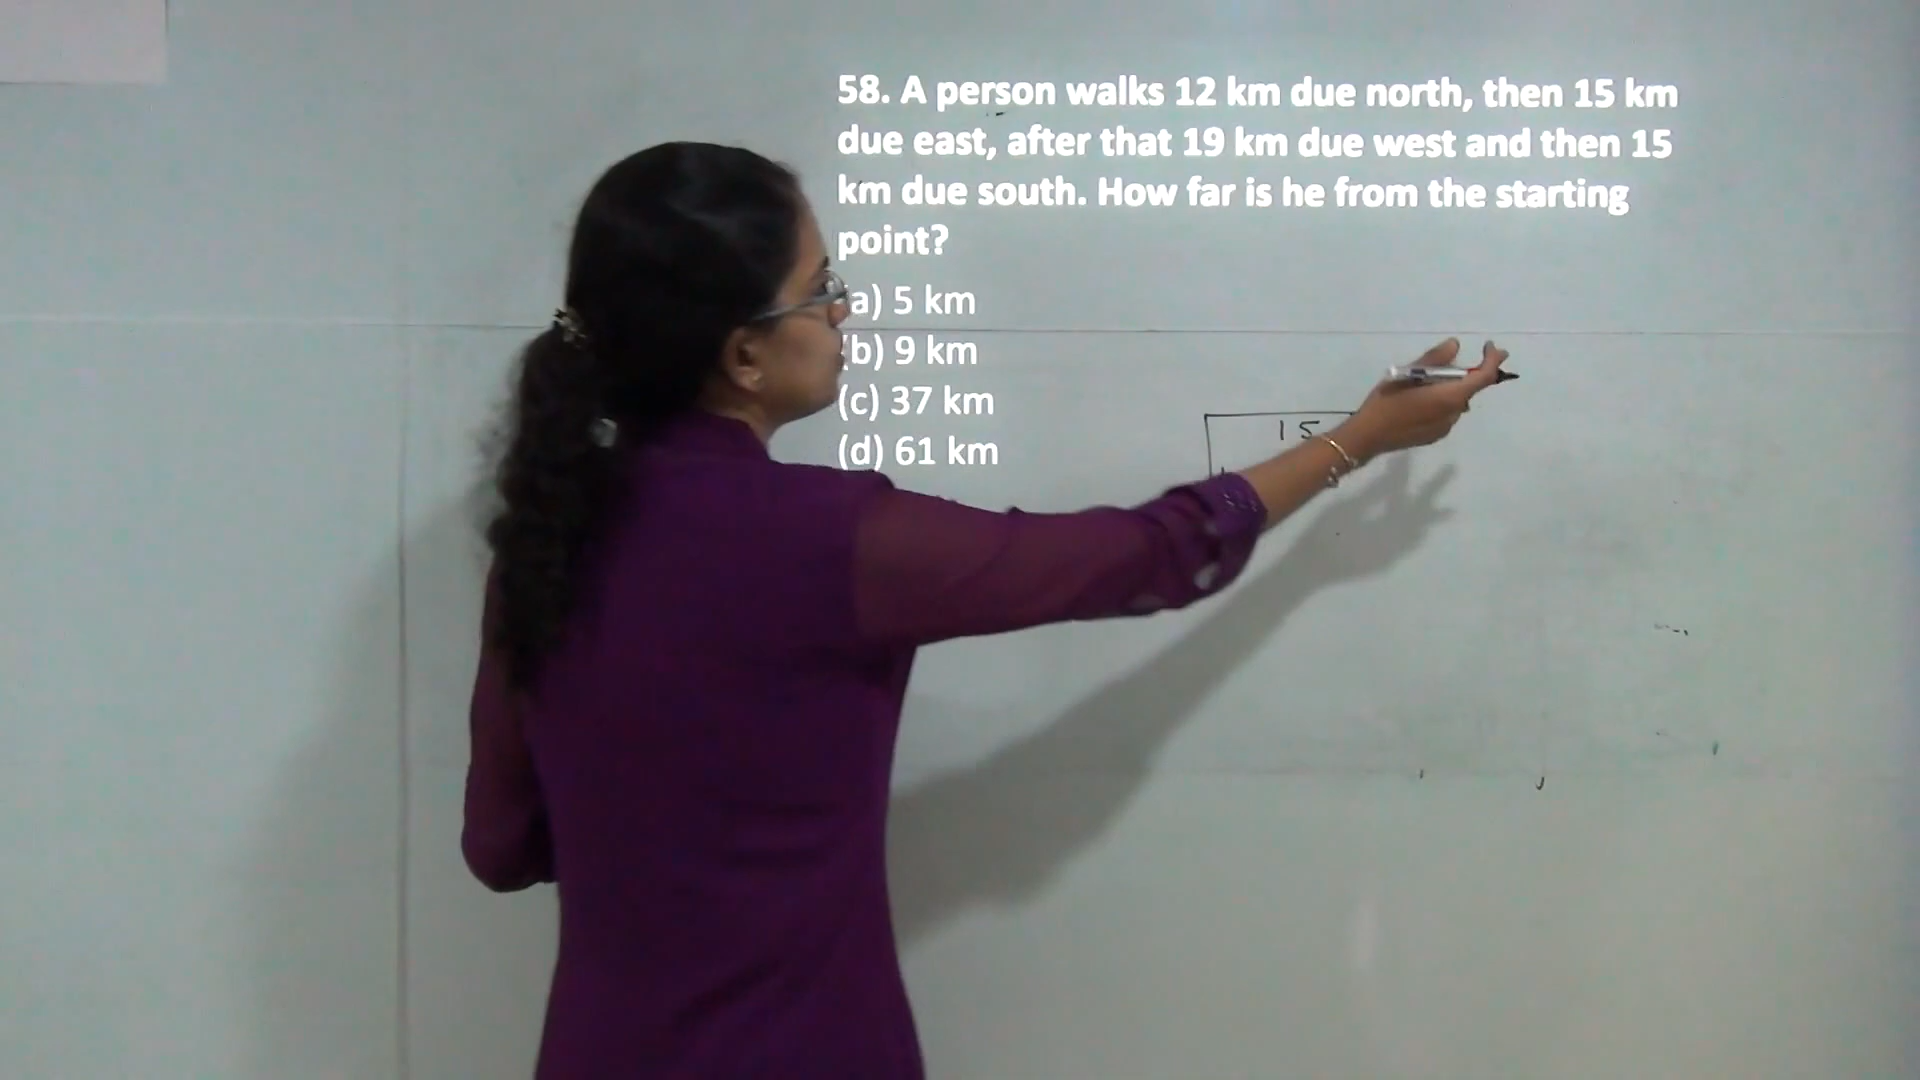 58. A person walks 12 km due north, then 15 km
due east, after that 19 km due west and then 15
km due south. How far is he from the starting
point?
a) 5 km
(b) 9 km
(c) 37 km
(d) 61 km
15